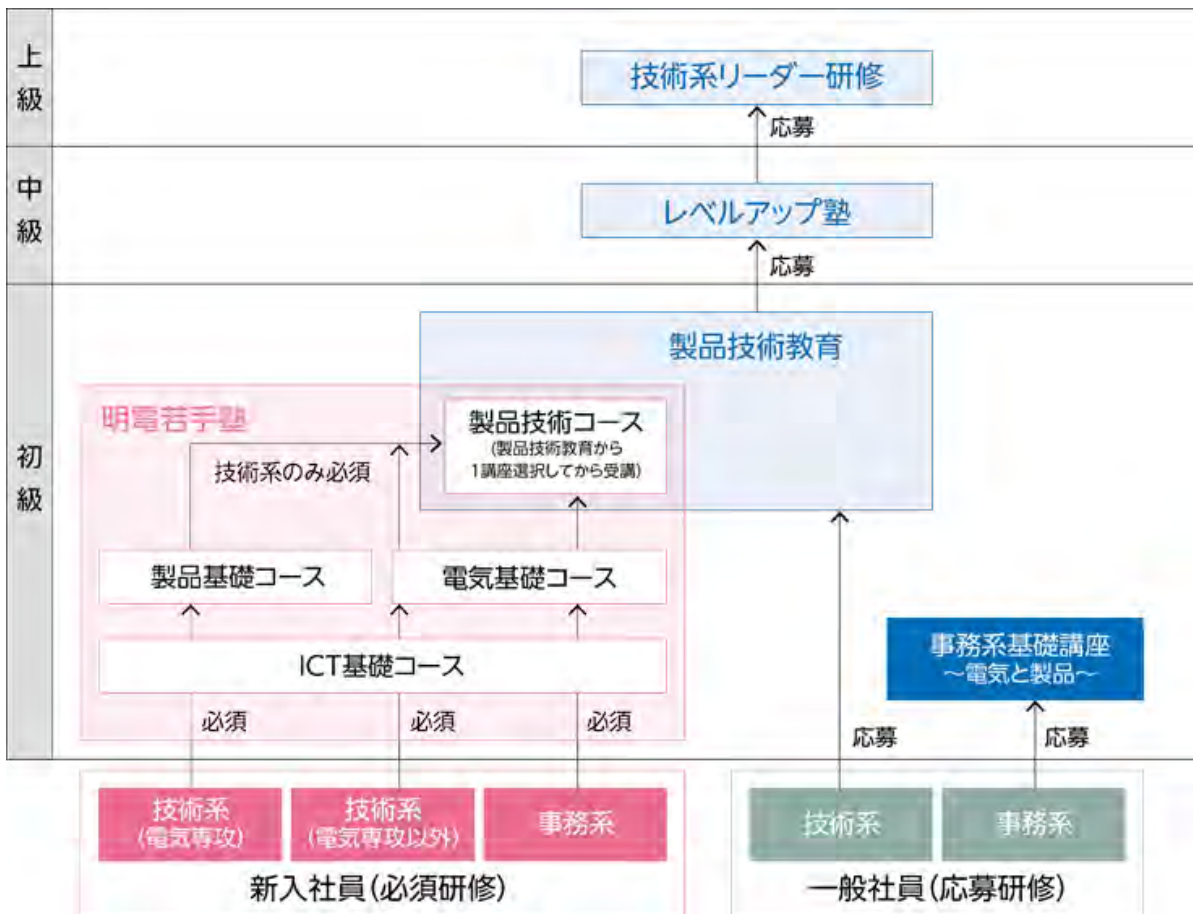 上級
技術系リーダー研修
応募
中級
レベルアップ塾
応募
初級
製品技術教育
明電若手塾
製品技術コース
(製品技術教育から
1講座選択してから受講)
技術系のみ必須
製品基礎コース
電気基礎コース
ICT基礎コース
事務系基礎講座
～電気と製品～
必須
必須
必須
応募
応募
技術系
(電気専攻)
技術系
(電気専攻以外)
事務系
技術系
事務系
新入社員(必須研修)
一般社員(応募研修)